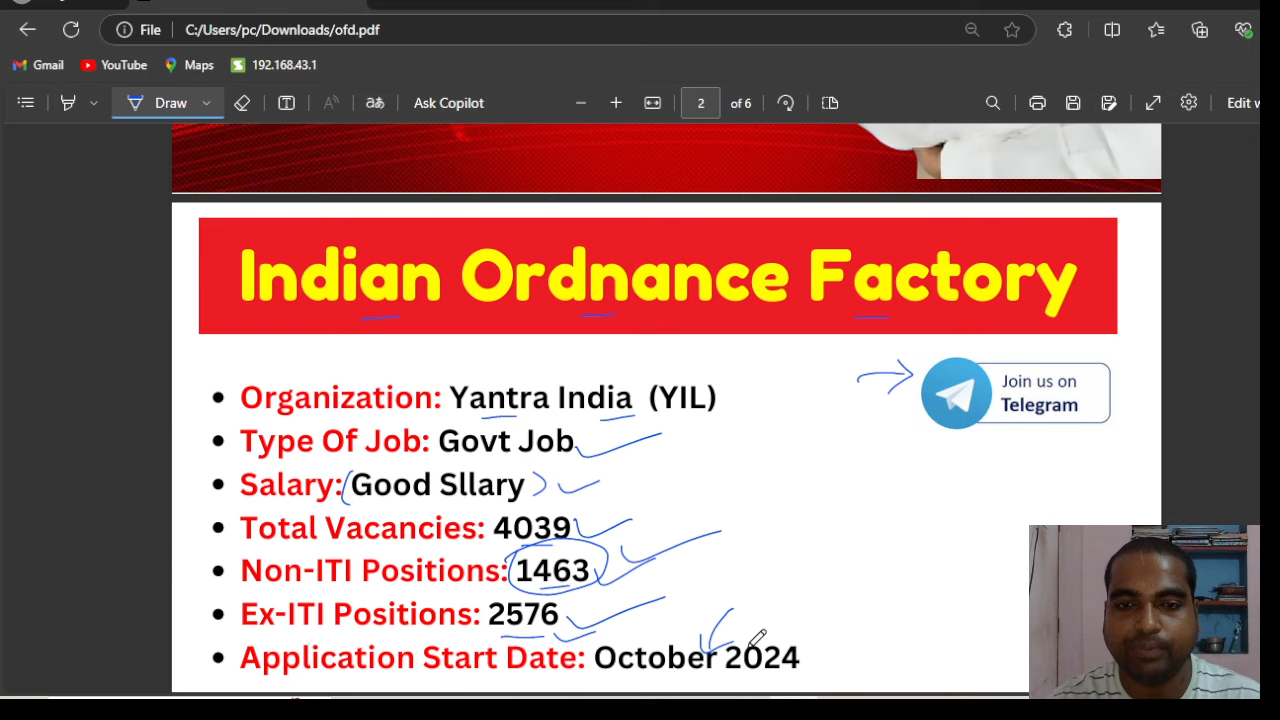 File C:/Users/pc/Downloads/ofd.pdf
Gmail YouTube Maps 192.168.43.1
Draw Ask Copilot 2 of 6 Edit w
Indian Ordnance Factory
Organization: Yantra India (YIL)
Join us on
Telegram
Type Of Job: Govt Job
Salary: Good Sllary
Total Vacancies: 4039
Non-ITI Positions: 1463
Ex-ITI Positions: 2576
Application Start Date: October 2024